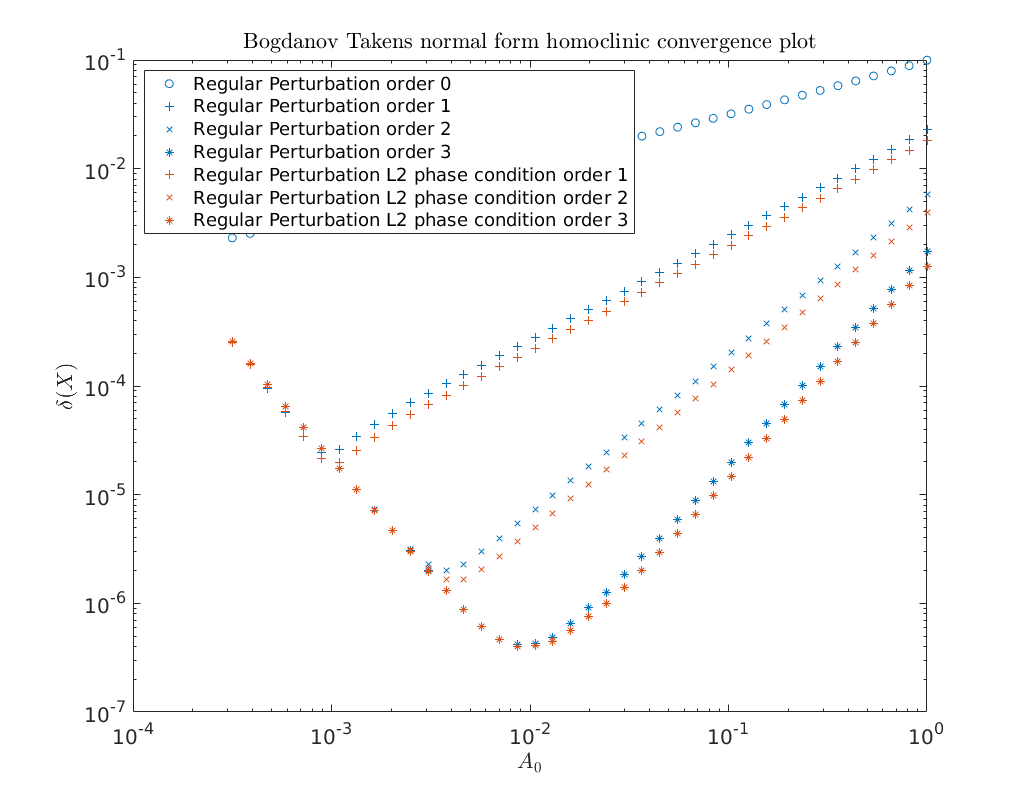 Bogdanov Takens normal form homoclinic convergence plot
Regular Perturbation order 0
Regular Perturbation order 1
Regular Perturbation order 2
Regular Perturbation order 3
Regular Perturbation L2 phase condition order 1
Regular Perturbation L2 phase condition order 2
Regular Perturbation L2 phase condition order 3
δ(X)
10^-1
10^-2
10^-3
10^-4
10^-5
10^-6
10^-7
10^-4 10^-3 10^-2 10^-1 10^0
A_0